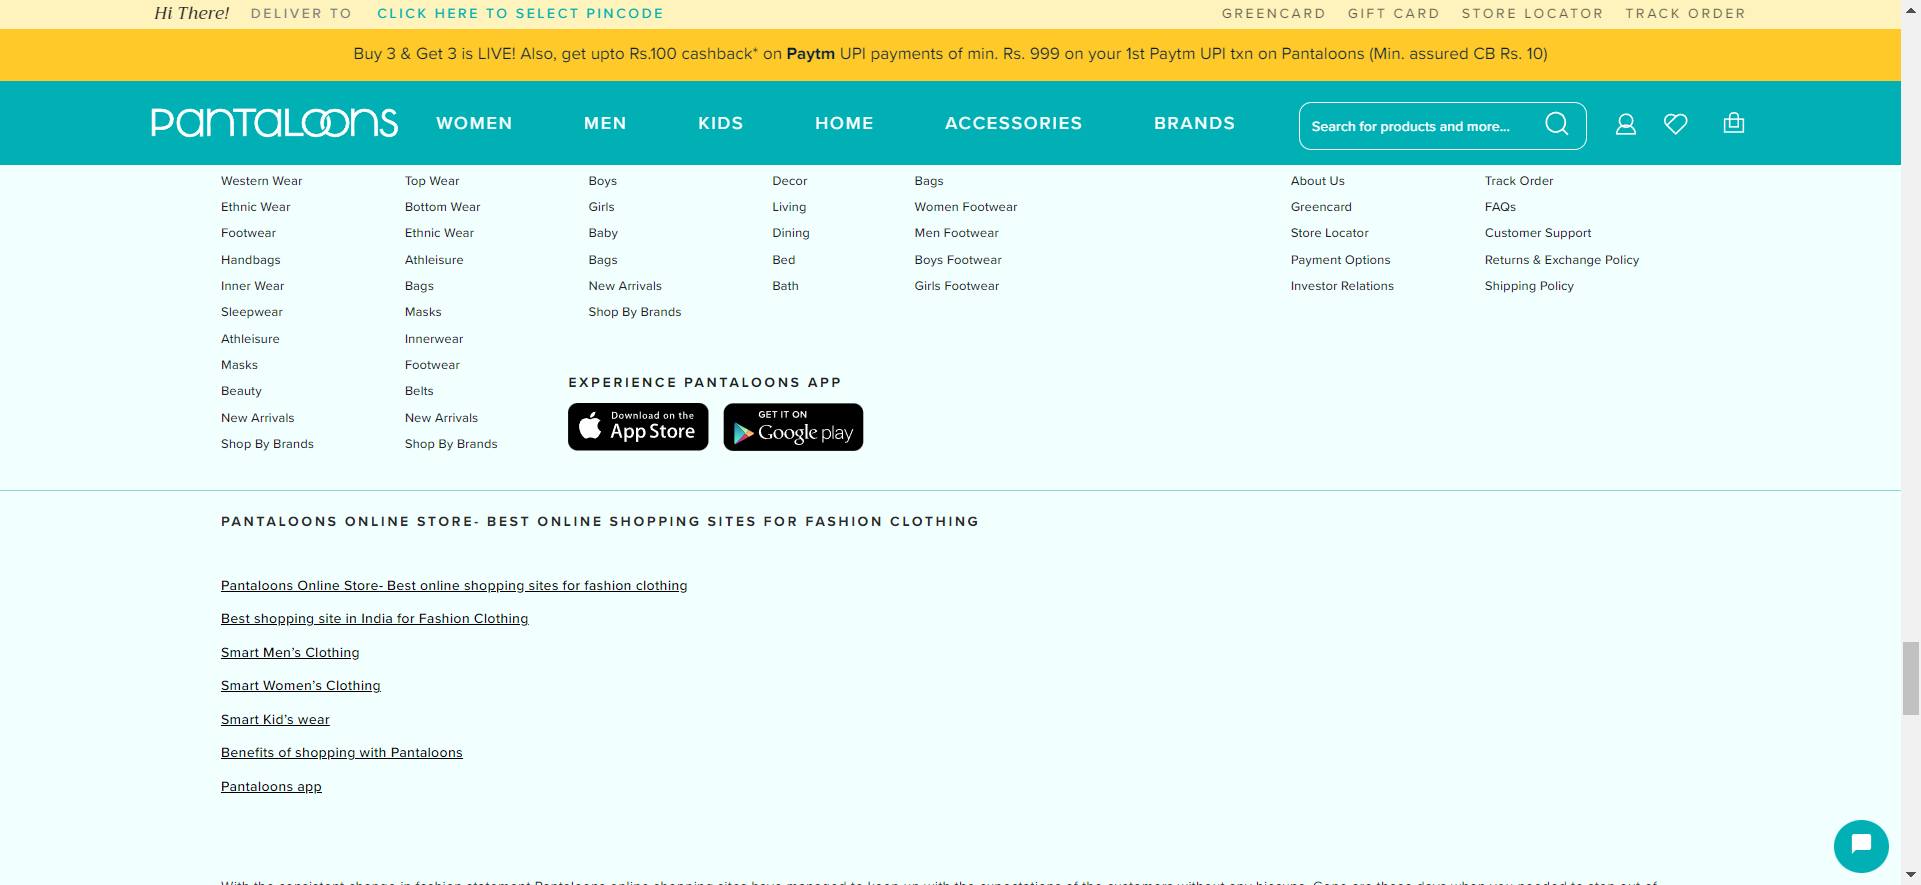 Hi There! DELIVER TO CLICK HERE TO SELECT PINCODE GREENCARD GIFT CARD STORE LOCATOR TRACK ORDER
Buy 3 & Get 3 is LIVE! Also, get upto Rs.100 cashback* on Paytm UPI payments of min. Rs. 999 on your 1st Paytm UPI txn on Pantaloons (Min. assured CB Rs. 10)
PANTALOONS WOMEN MEN KIDS HOME ACCESSORIES BRANDS Search for products and more...
Western Wear Top Wear Boys Decor Bags About Us Track Order
Ethnic Wear Bottom Wear Girls Living Women Footwear Greencard FAQs
Footwear Ethnic Wear Baby Dining Men Footwear Store Locator Customer Support
Handbags Athleisure Bags Bed Boys Footwear Payment Options Returns & Exchange Policy
Inner Wear Bags New Arrivals Bath Girls Footwear Investor Relations Shipping Policy
Sleepwear Masks Shop By Brands
Athleisure Innerwear
Masks Footwear
EXPERIENCE PANTALOONS APP
Beauty Belts
New Arrivals New Arrivals
Download on the App Store GET IT ON Google play
Shop By Brands Shop By Brands
PANTALOONS ONLINE STORE- BEST ONLINE SHOPPING SITES FOR FASHION CLOTHING
Pantaloons Online Store- Best online shopping sites for fashion clothing
Best shopping site in India for Fashion Clothing
Smart Men's Clothing
Smart Women's Clothing
Smart Kid's wear
Benefits of shopping with Pantaloons
Pantaloons app